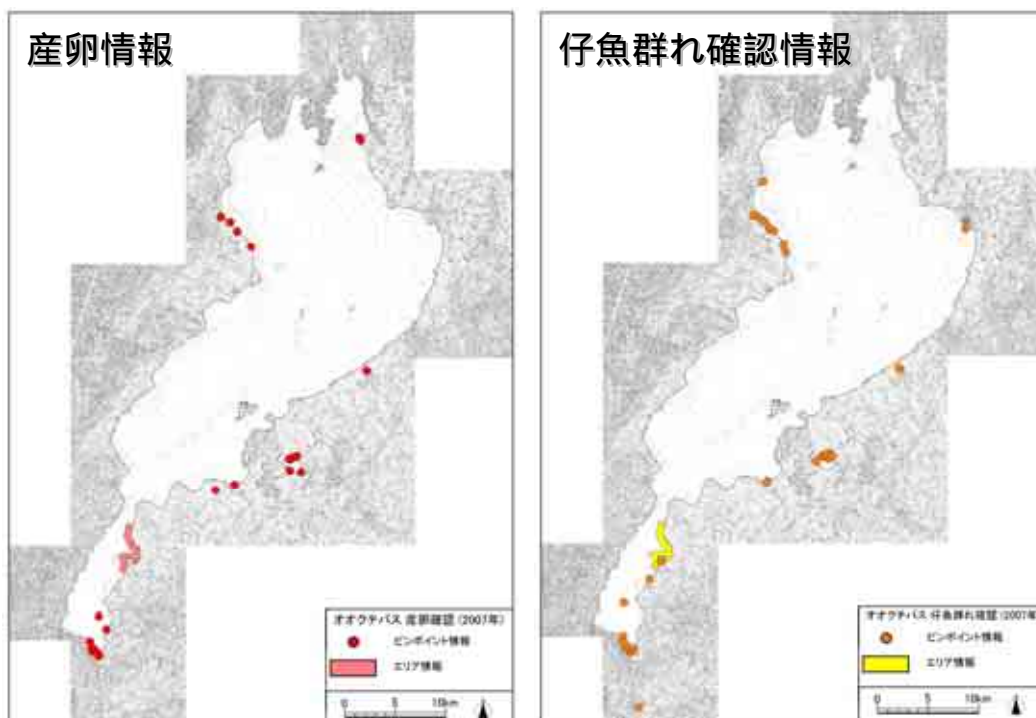 産卵情報
オオクチバス 産卵確認 (2007年)
ピンポイント情報
エリア情報
0 5 10km
仔魚群れ確認情報
オオクチバス 仔魚群れ確認 (2007年
ピンポイント情報
エリア情報
0 5 10km